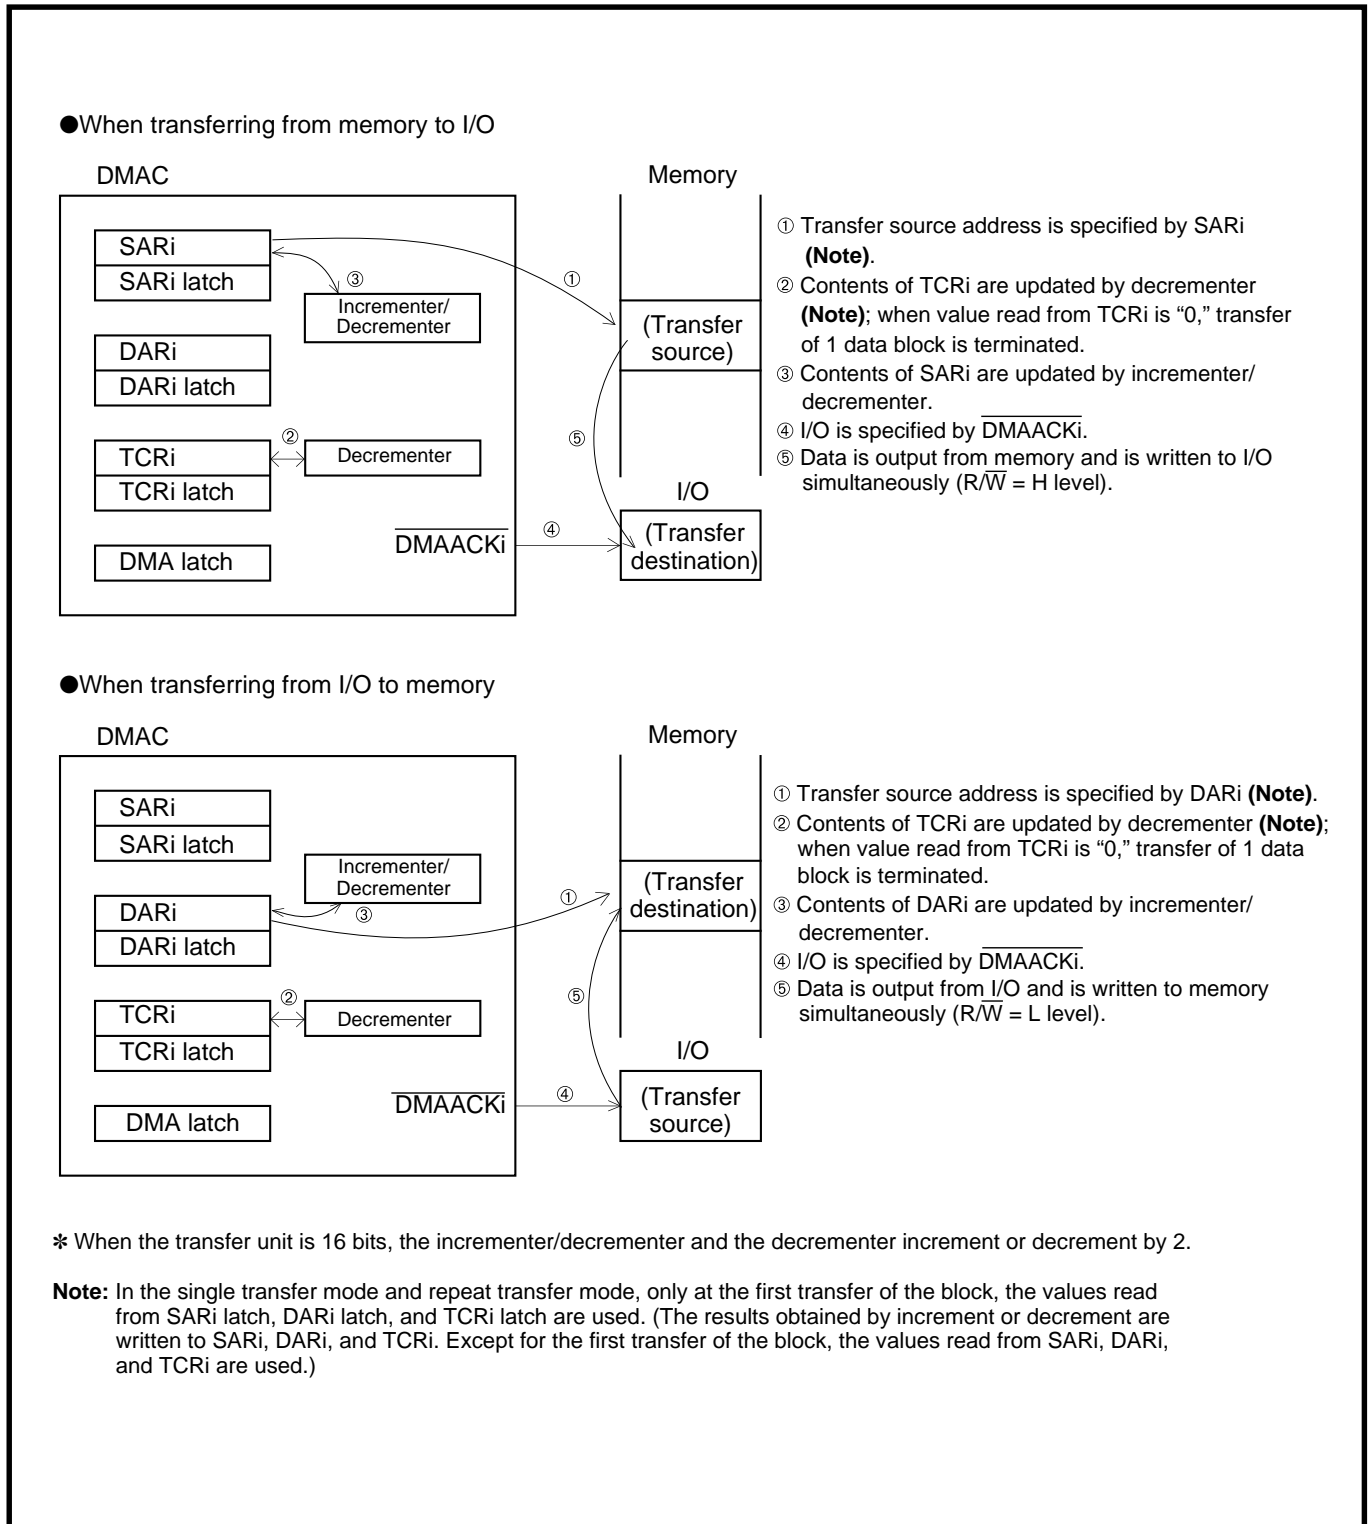 ●When transferring from memory to I/O
DMAC
Memory
SARi
SARi latch
③
①
Incrementer/
Decrementer
(Transfer
source)
DARi
DARi latch
②
TCRi
Decrementer
⑤
TCRi latch
I/O
DMAACKi
④
(Transfer
destination)
DMA latch
① Transfer source address is specified by SARi
(Note).
② Contents of TCRi are updated by decrementer
(Note); when value read from TCRi is “0,” transfer
of 1 data block is terminated.
③ Contents of SARi are updated by incrementer/
decrementer.
④ I/O is specified by DMAACKi.
⑤ Data is output from memory and is written to I/O
simultaneously (R/W = H level).
●When transferring from I/O to memory
DMAC
Memory
SARi
SARi latch
Incrementer/
Decrementer
①
(Transfer
destination)
DARi
③
DARi latch
②
TCRi
Decrementer
⑤
TCRi latch
I/O
DMAACKi
④
(Transfer
source)
DMA latch
① Transfer source address is specified by DARi (Note).
② Contents of TCRi are updated by decrementer (Note);
when value read from TCRi is “0,” transfer of 1 data
block is terminated.
③ Contents of DARi are updated by incrementer/
decrementer.
④ I/O is specified by DMAACKi.
⑤ Data is output from I/O and is written to memory
simultaneously (R/W = L level).
✻ When the transfer unit is 16 bits, the incrementer/decrementer and the decrementer increment or decrement by 2.
Note: In the single transfer mode and repeat transfer mode, only at the first transfer of the block, the values read
from SARi latch, DARi latch, and TCRi latch are used. (The results obtained by increment or decrement are
written to SARi, DARi, and TCRi. Except for the first transfer of the block, the values read from SARi, DARi,
and TCRi are used.)